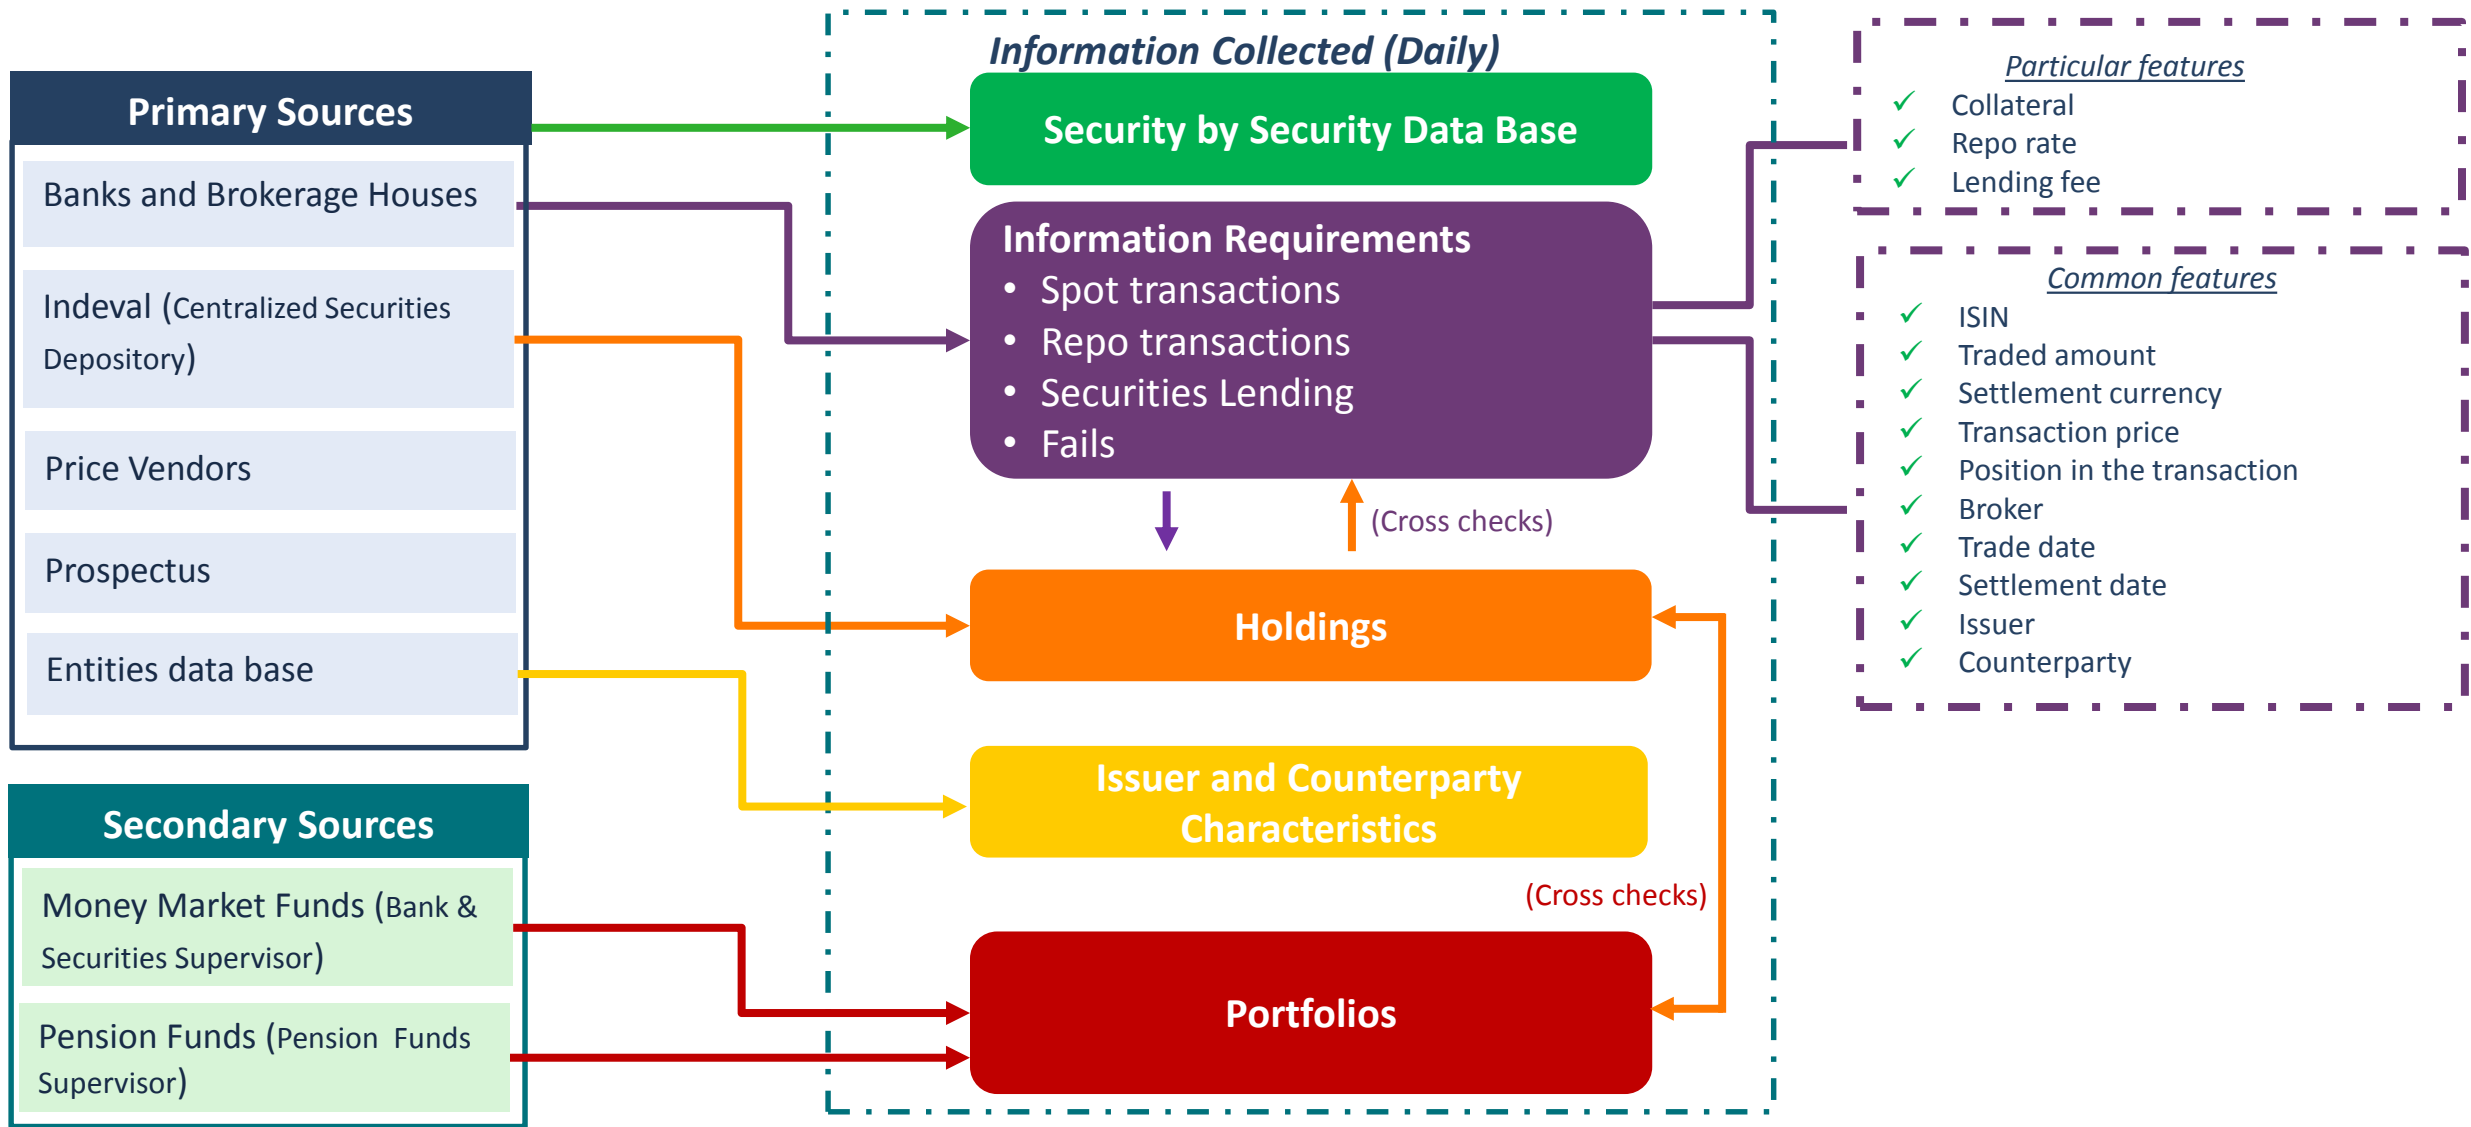 Primary Sources
Banks and Brokerage Houses
Indeval (Centralized Securities
Depository)
Price Vendors
Prospectus
Entities data base
Secondary Sources
Money Market Funds (Bank &
Securities Supervisor)
Pension Funds (Pension Funds
Supervisor)
Information Collected (Daily)
Security by Security Data Base
Information Requirements
• Spot transactions
• Repo transactions
• Securities Lending
• Fails
(Cross checks)
Holdings
Issuer and Counterparty
Characteristics
(Cross checks)
Portfolios
Particular features
✓ Collateral
✓ Repo rate
✓ Lending fee
Common features
✓ ISIN
✓ Traded amount
✓ Settlement currency
✓ Transaction price
✓ Position in the transaction
✓ Broker
✓ Trade date
✓ Settlement date
✓ Issuer
✓ Counterparty